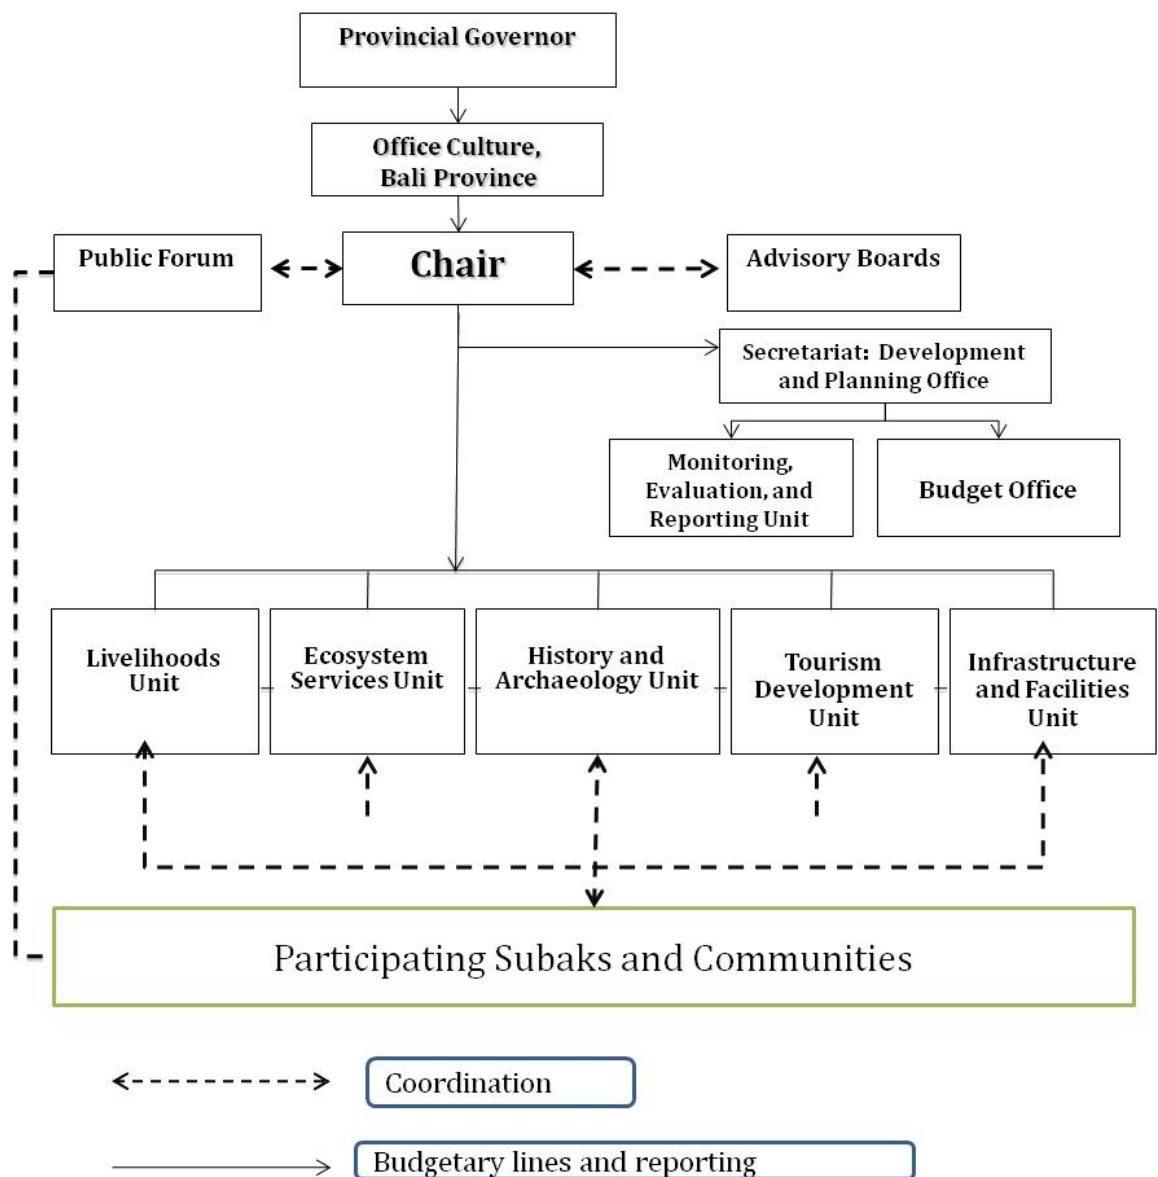 Provincial Governor
Office Culture,
Bali Province
Public Forum
Chair
Advisory Boards
Secretariat: Development
and Planning Office
Monitoring,
Evaluation, and
Reporting Unit
Budget Office
Livelihoods
Unit
Ecosystem
Services Unit
History and
Archaeology Unit
Tourism
Development
Unit
Infrastructure
and Facilities
Unit
Participating Subaks and Communities
Coordination
Budgetary lines and reporting